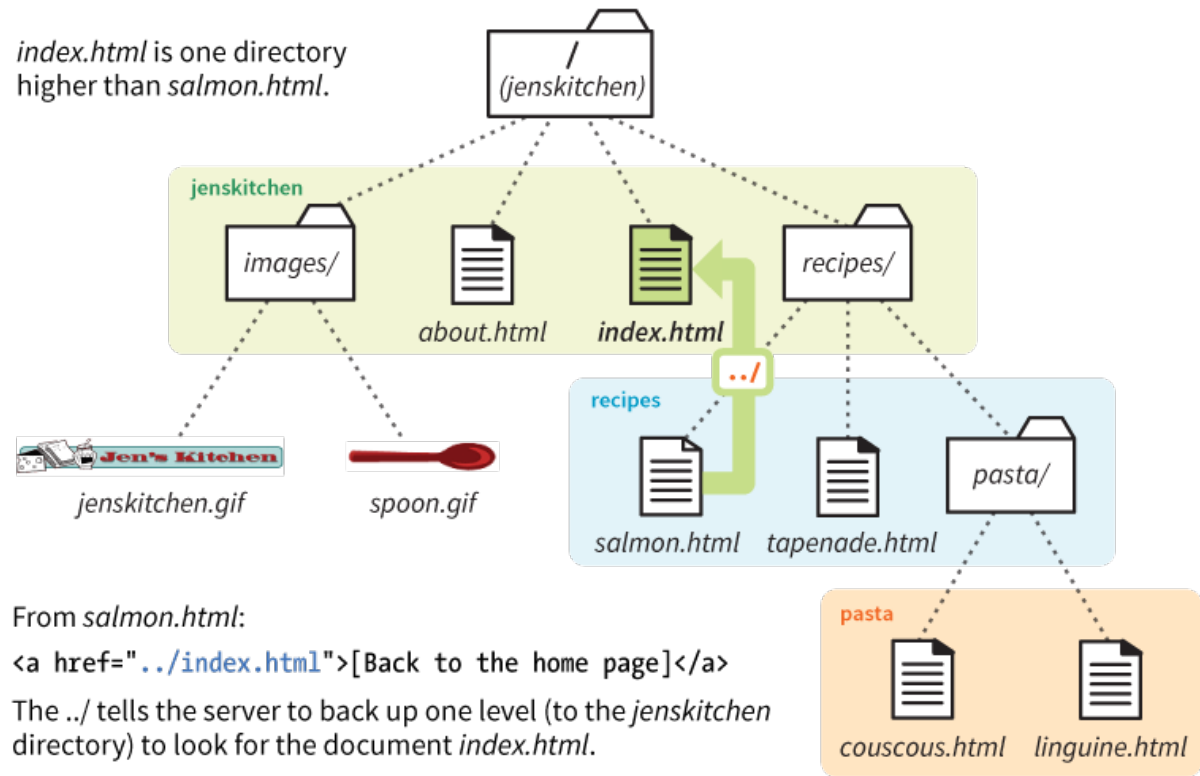 index.html is one directory
higher than salmon.html.
/
(jenskitchen)
jenskitchen
images/
about.html
index.html
recipes/
../
recipes
Jen's Kitchen
jenskitchen.gif
spoon.gif
salmon.html
tapenade.html
pasta/
From salmon.html:
<a href="../index.html">[Back to the home page]</a>
The ../ tells the server to back up one level (to the jenskitchen
directory) to look for the document index.html.
pasta
couscous.html
linguine.html